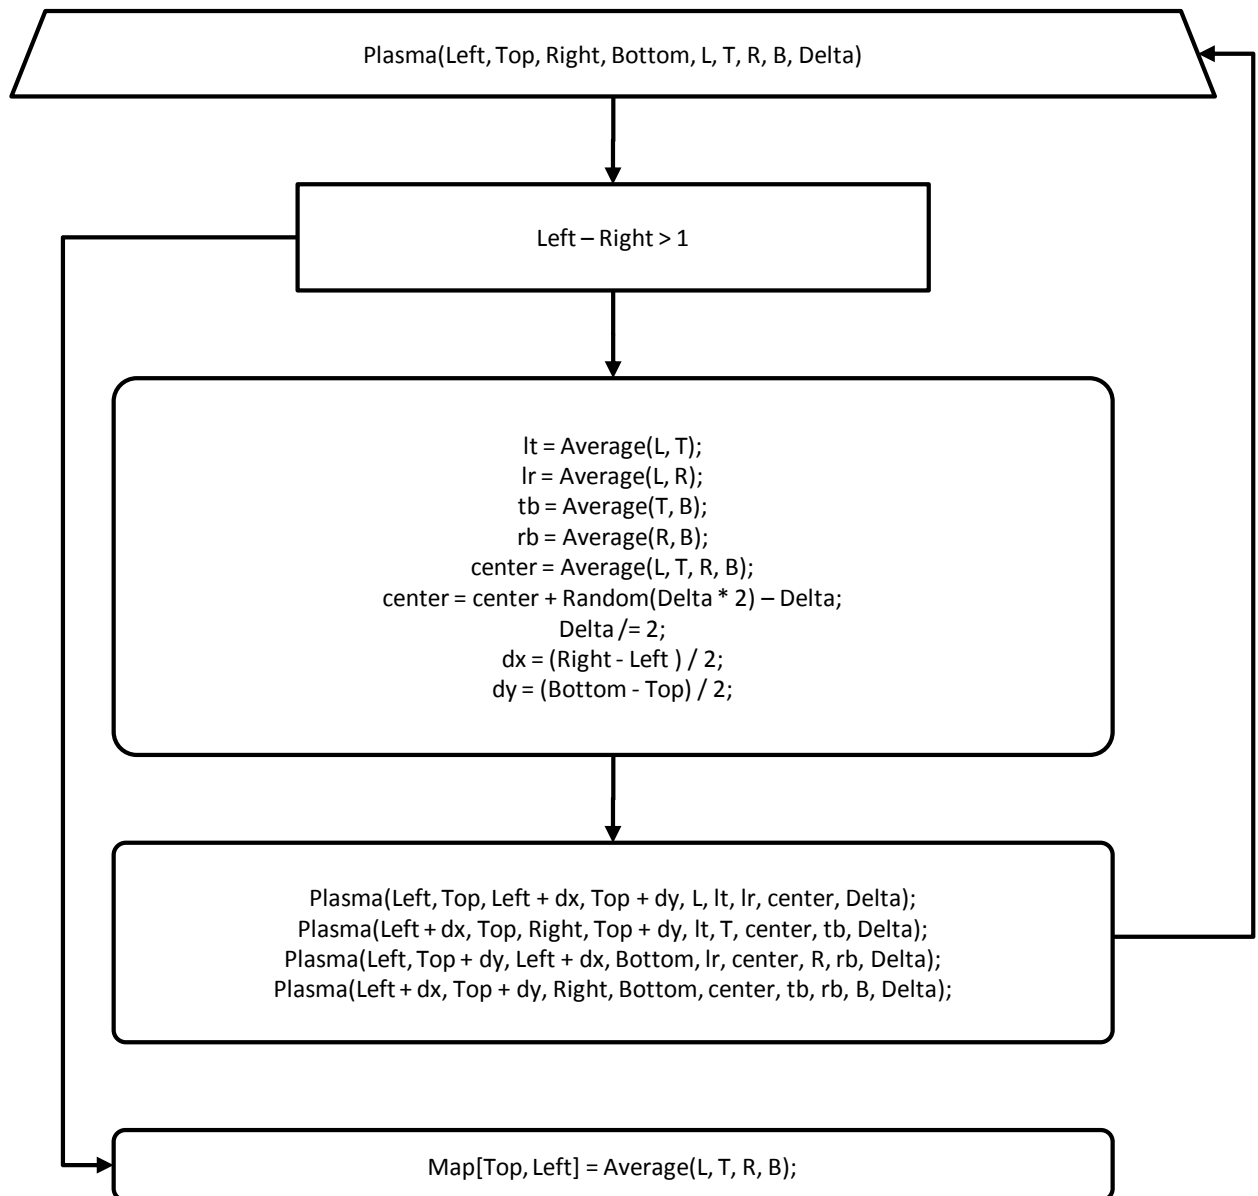 Plasma(Left, Top, Right, Bottom, L, T, R, B, Delta)
Left – Right > 1
lt = Average(L, T);
lr = Average(L, R);
tb = Average(T, B);
rb = Average(R, B);
center = Average(L, T, R, B);
center = center + Random(Delta * 2) – Delta;
Delta /= 2;
dx = (Right - Left ) / 2;
dy = (Bottom - Top) / 2;
Plasma(Left, Top, Left + dx, Top + dy, L, lt, lr, center, Delta);
Plasma(Left + dx, Top, Right, Top + dy, lt, T, center, tb, Delta);
Plasma(Left, Top + dy, Left + dx, Bottom, lr, center, R, rb, Delta);
Plasma(Left + dx, Top + dy, Right, Bottom, center, tb, rb, B, Delta);
Map[Top, Left] = Average(L, T, R, B);